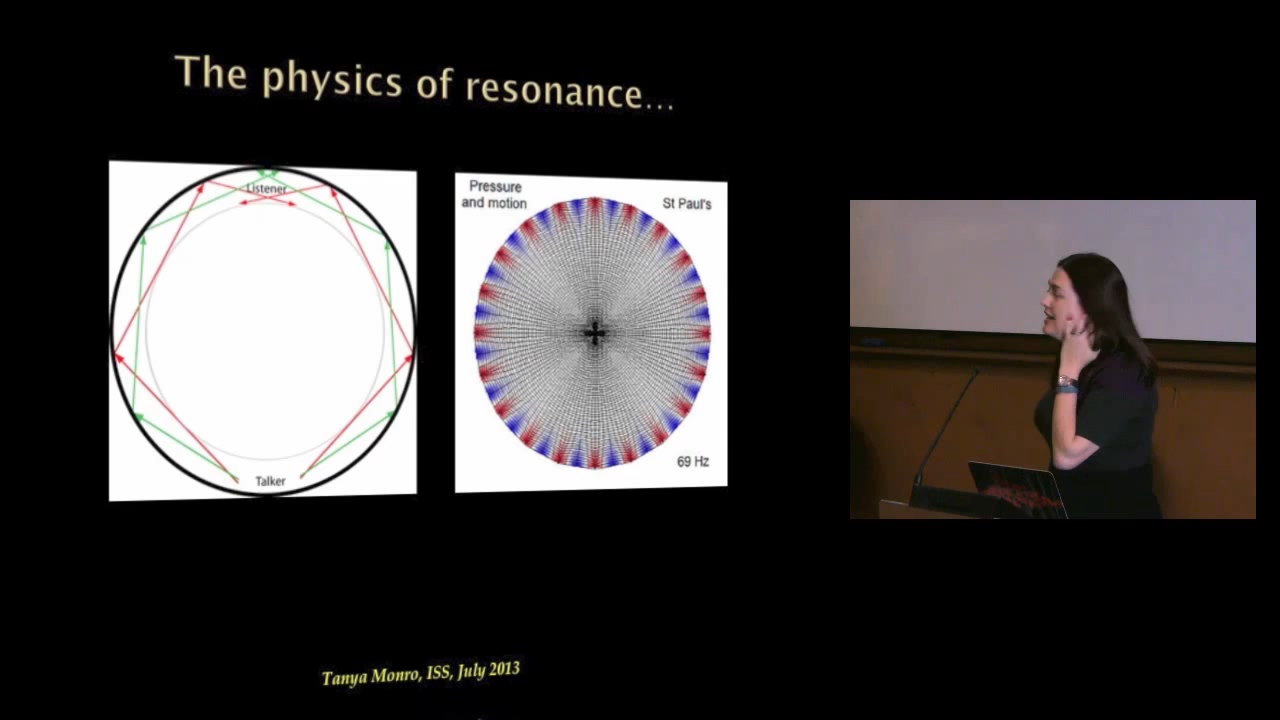 The physics of resonance...
Listener
Talker
Pressure
and motion
St Paul's
69 Hz
Tanya Monro, ISS, July 2013